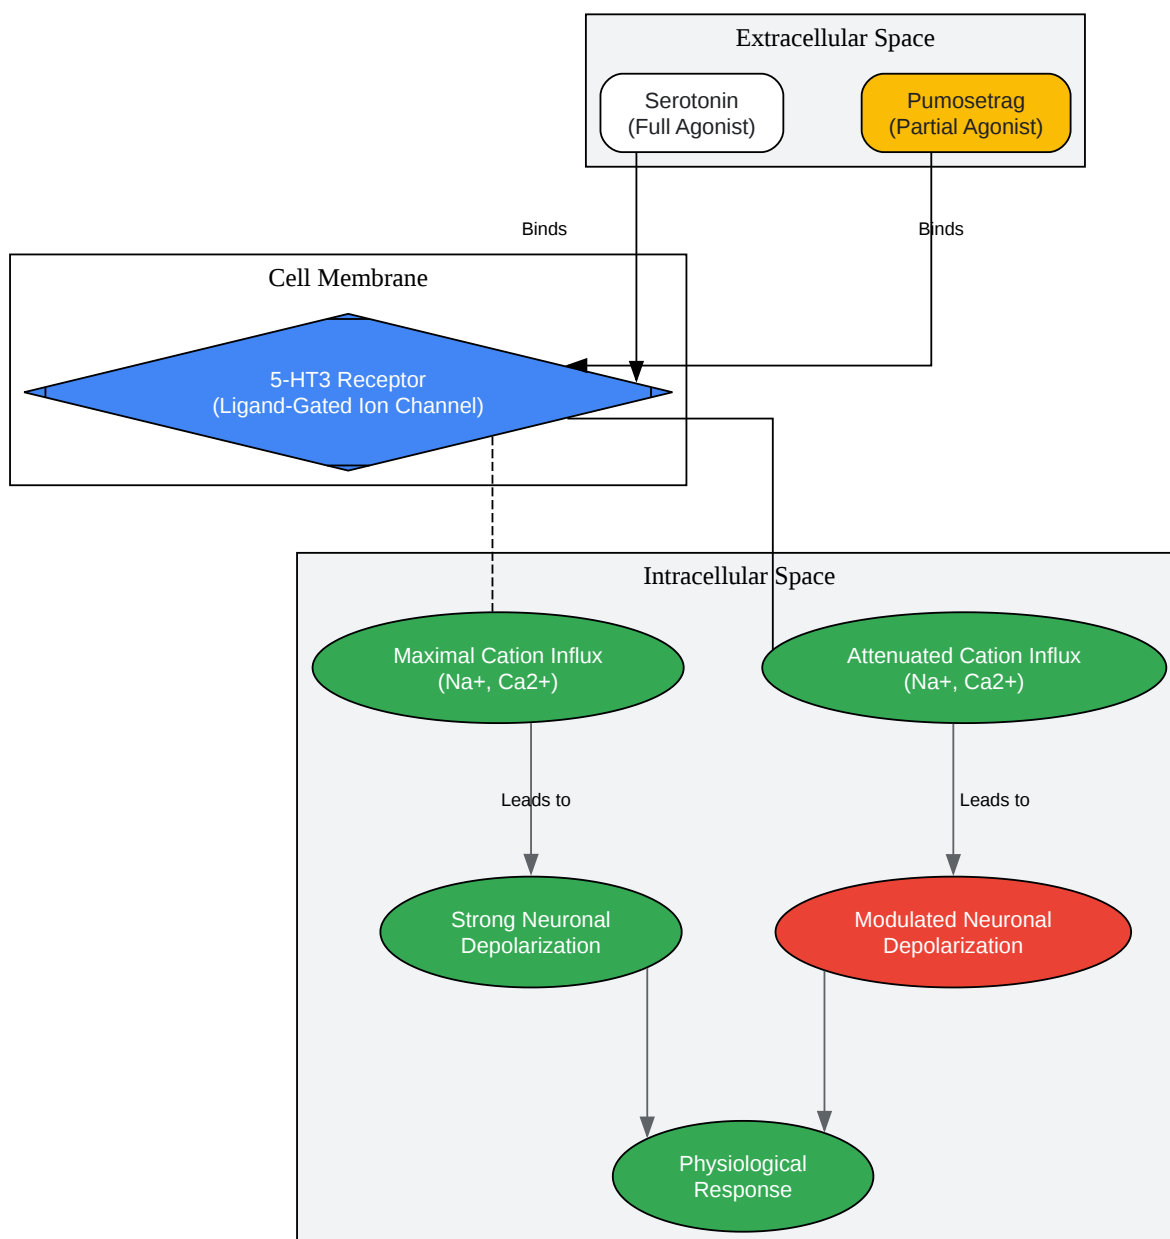 Extracellular Space
Serotonin
(Full Agonist)
Pumosetrag
(Partial Agonist)
Binds
Binds
Cell Membrane
5-HT3 Receptor
(Ligand-Gated Ion Channel)
Intracellular Space
Maximal Cation Influx
(Na+, Ca2+)
Attenuated Cation Influx
(Na+, Ca2+)
Leads to
Leads to
Strong Neuronal
Depolarization
Modulated Neuronal
Depolarization
Physiological
Response